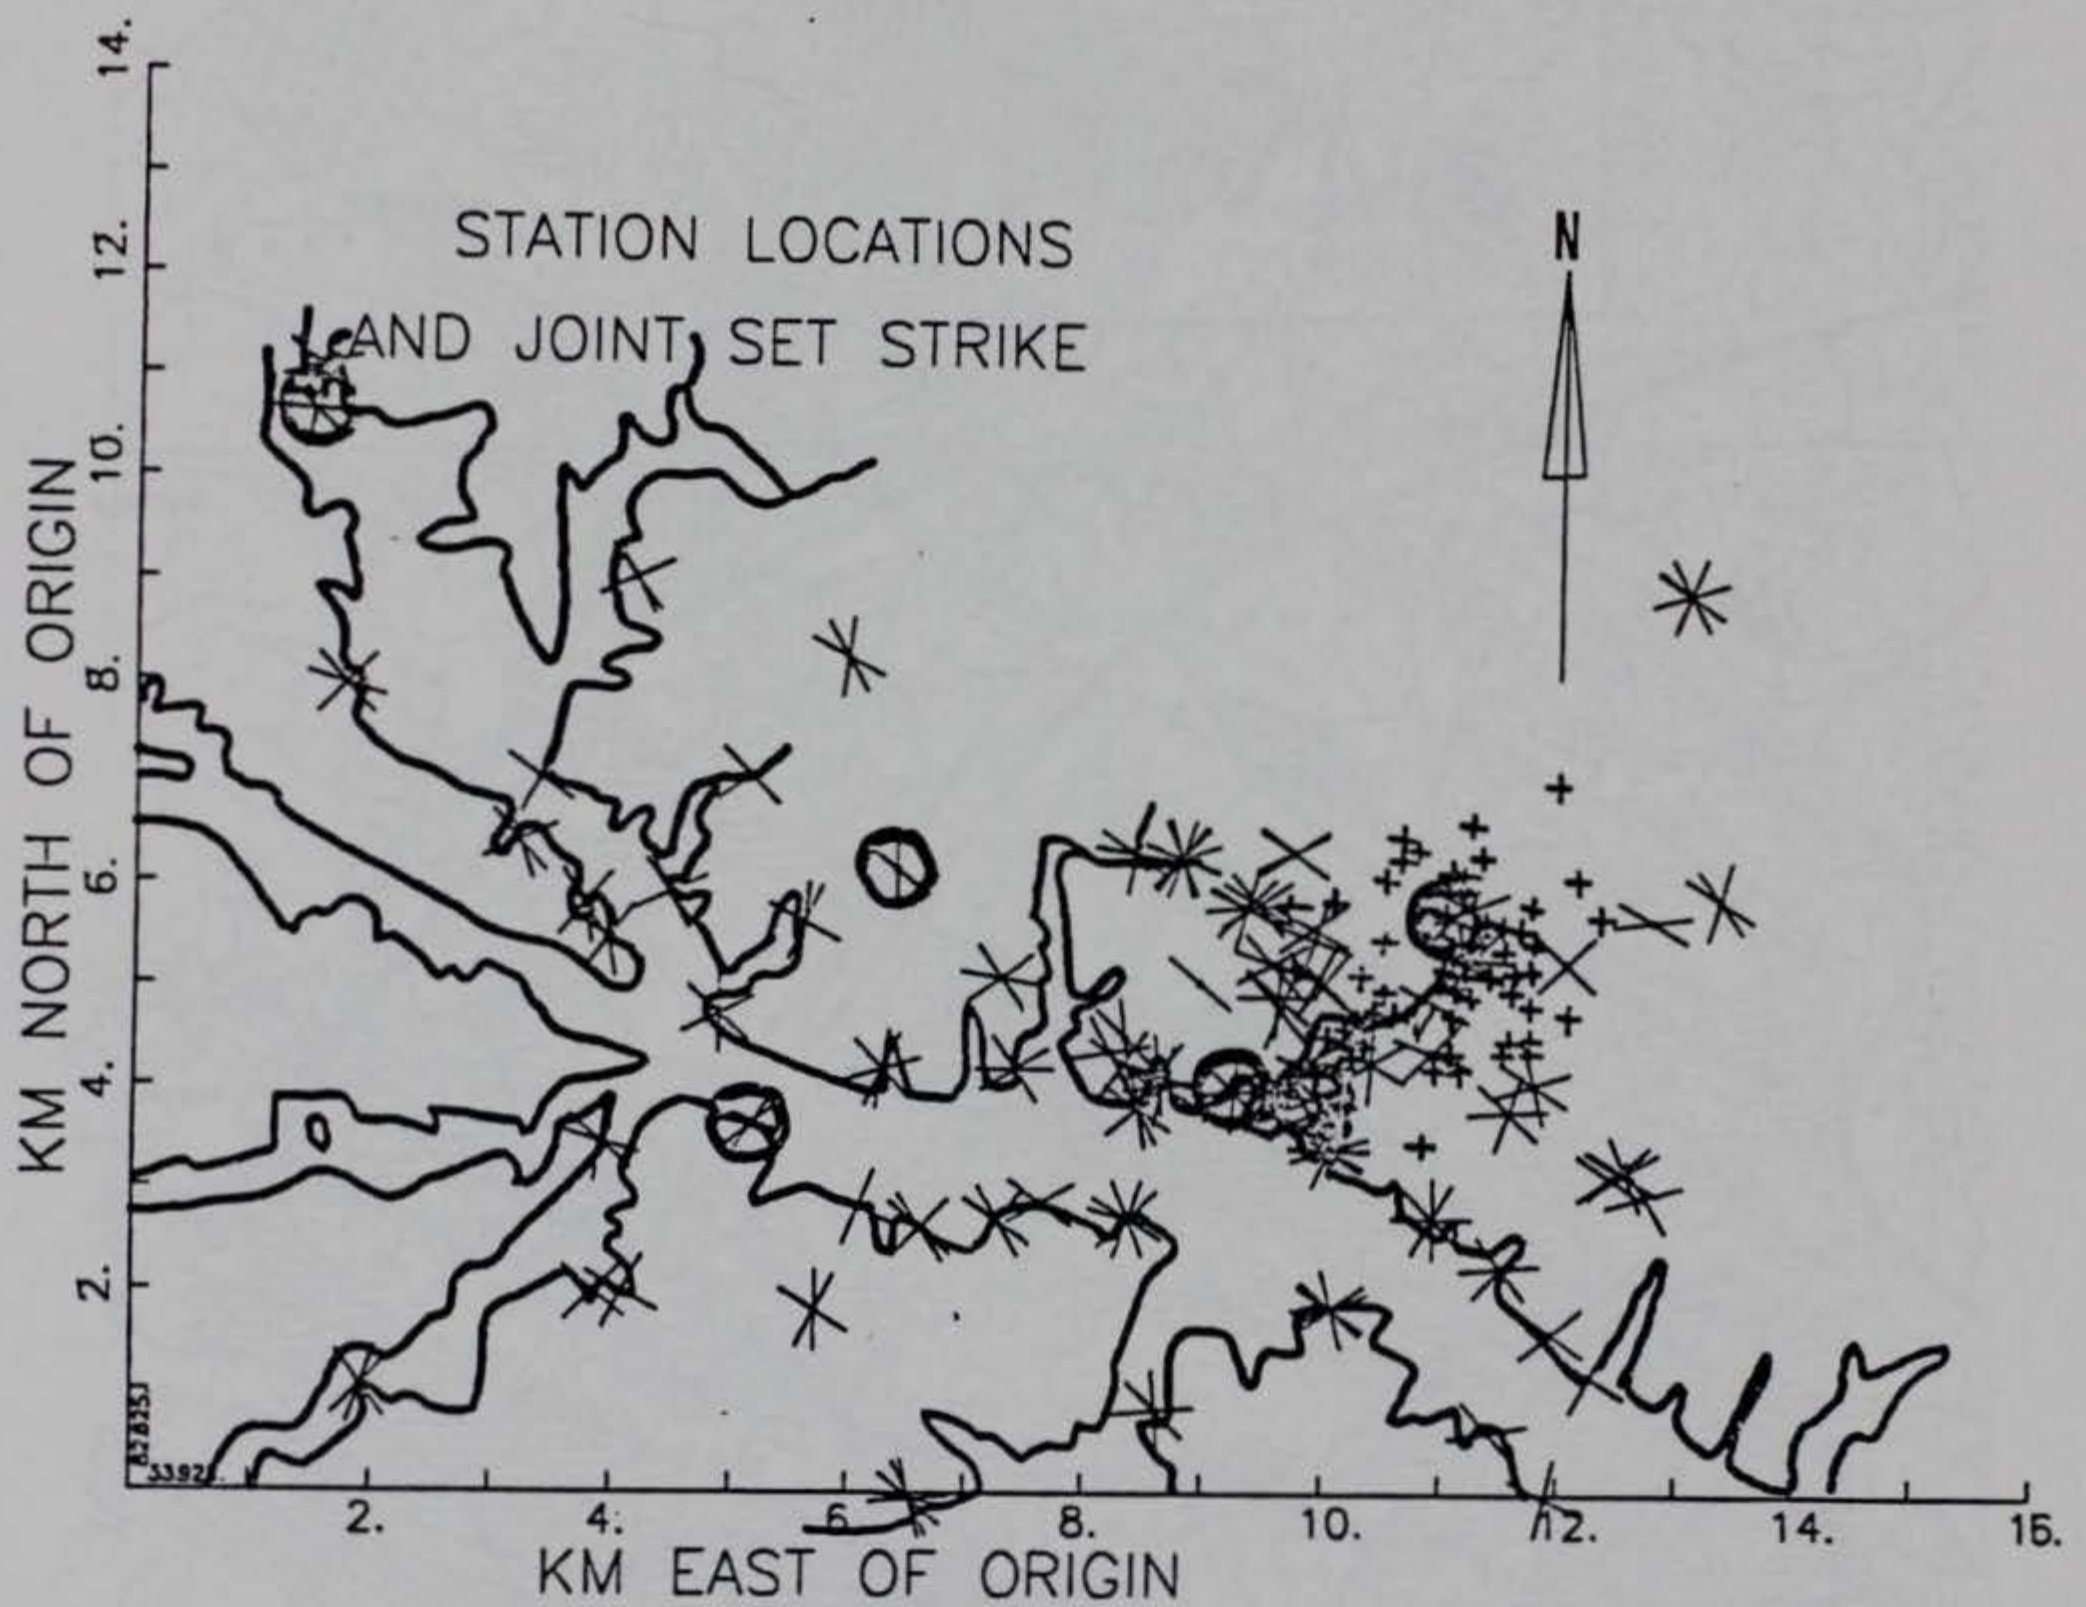 14.
12.
10.
8.
6.
4.
2.
KM NORTH OF ORIGIN
STATION LOCATIONS
AND JOINT SET STRIKE
N
2. 4. 6. 8. 10. 12. 14. 16.
KM EAST OF ORIGIN